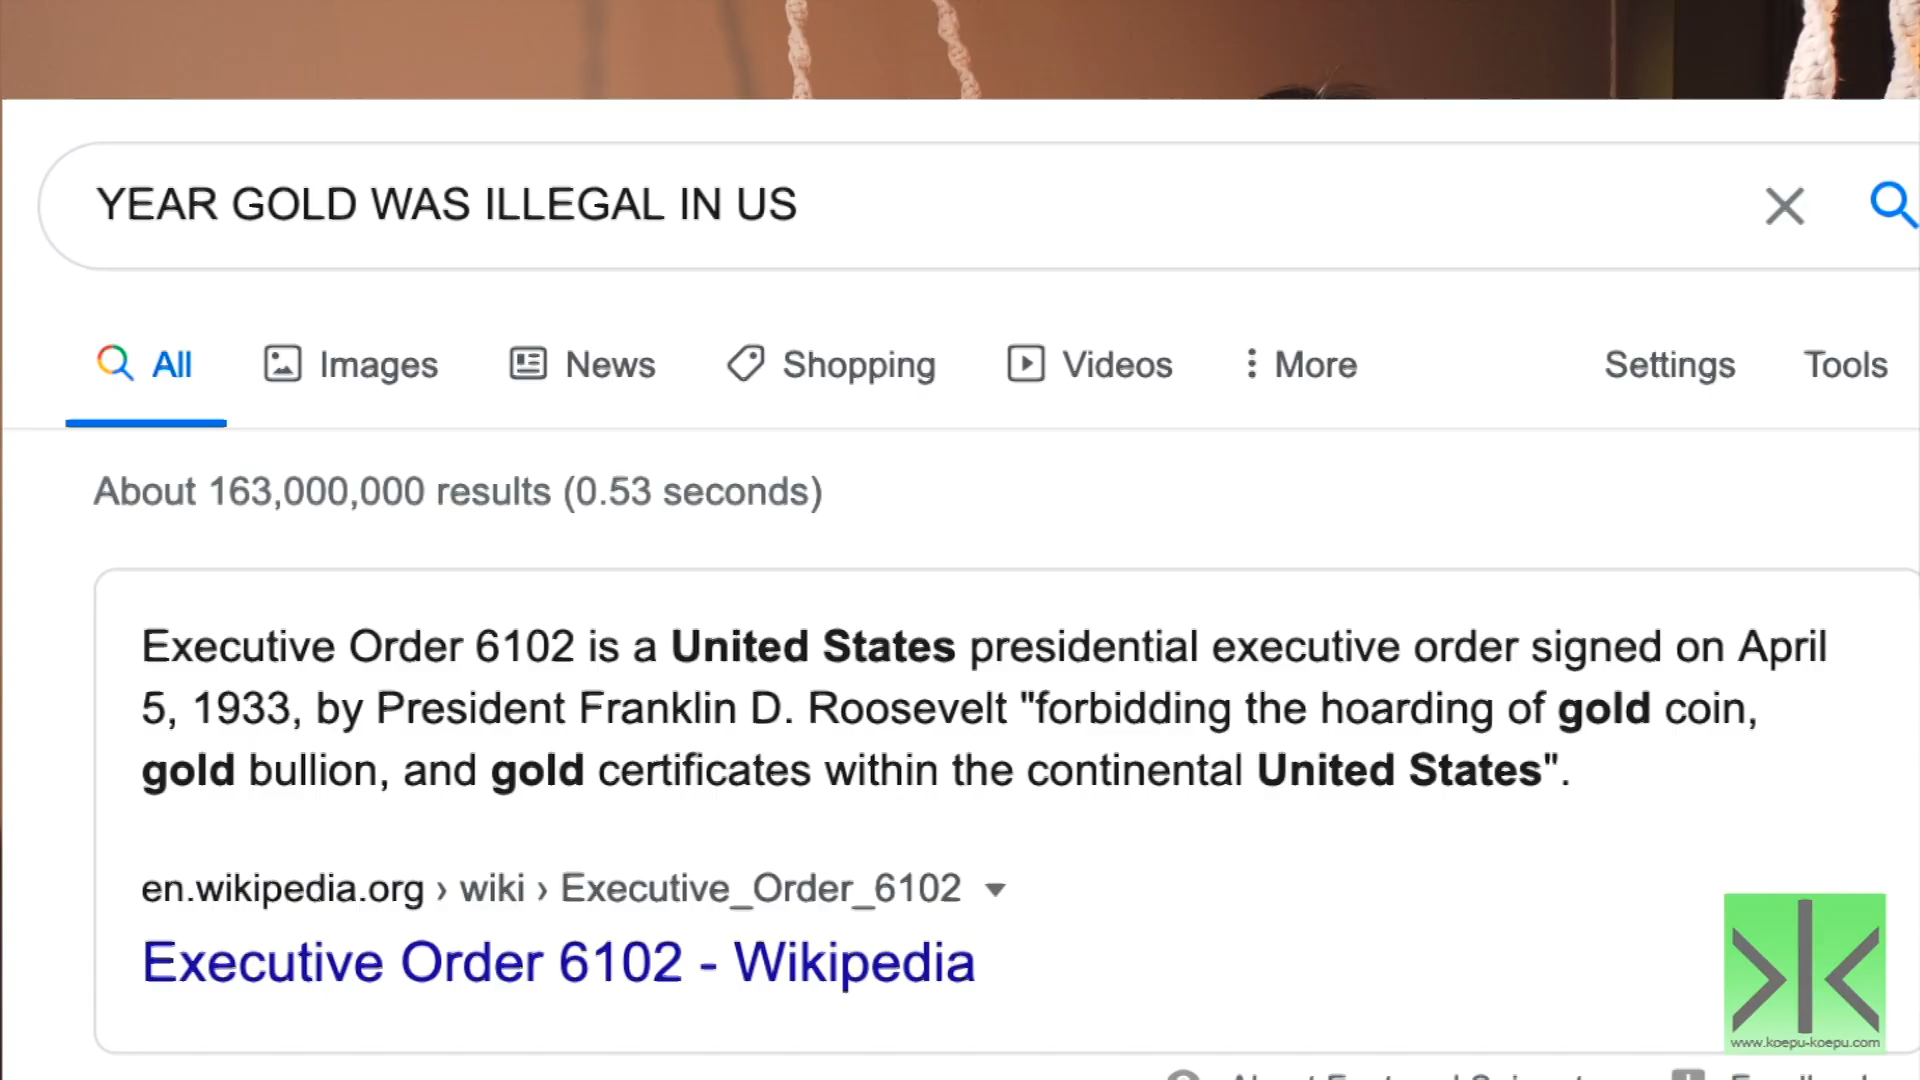 YEAR GOLD WAS ILLEGAL IN US
All Images News Shopping Videos More Settings Tools
About 163,000,000 results (0.53 seconds)
Executive Order 6102 is a United States presidential executive order signed on April
5, 1933, by President Franklin D. Roosevelt "forbidding the hoarding of gold coin,
gold bullion, and gold certificates within the continental United States".
en.wikipedia.org › wiki › Executive_Order_6102
Executive Order 6102 - Wikipedia
www.koepu-koepu.com